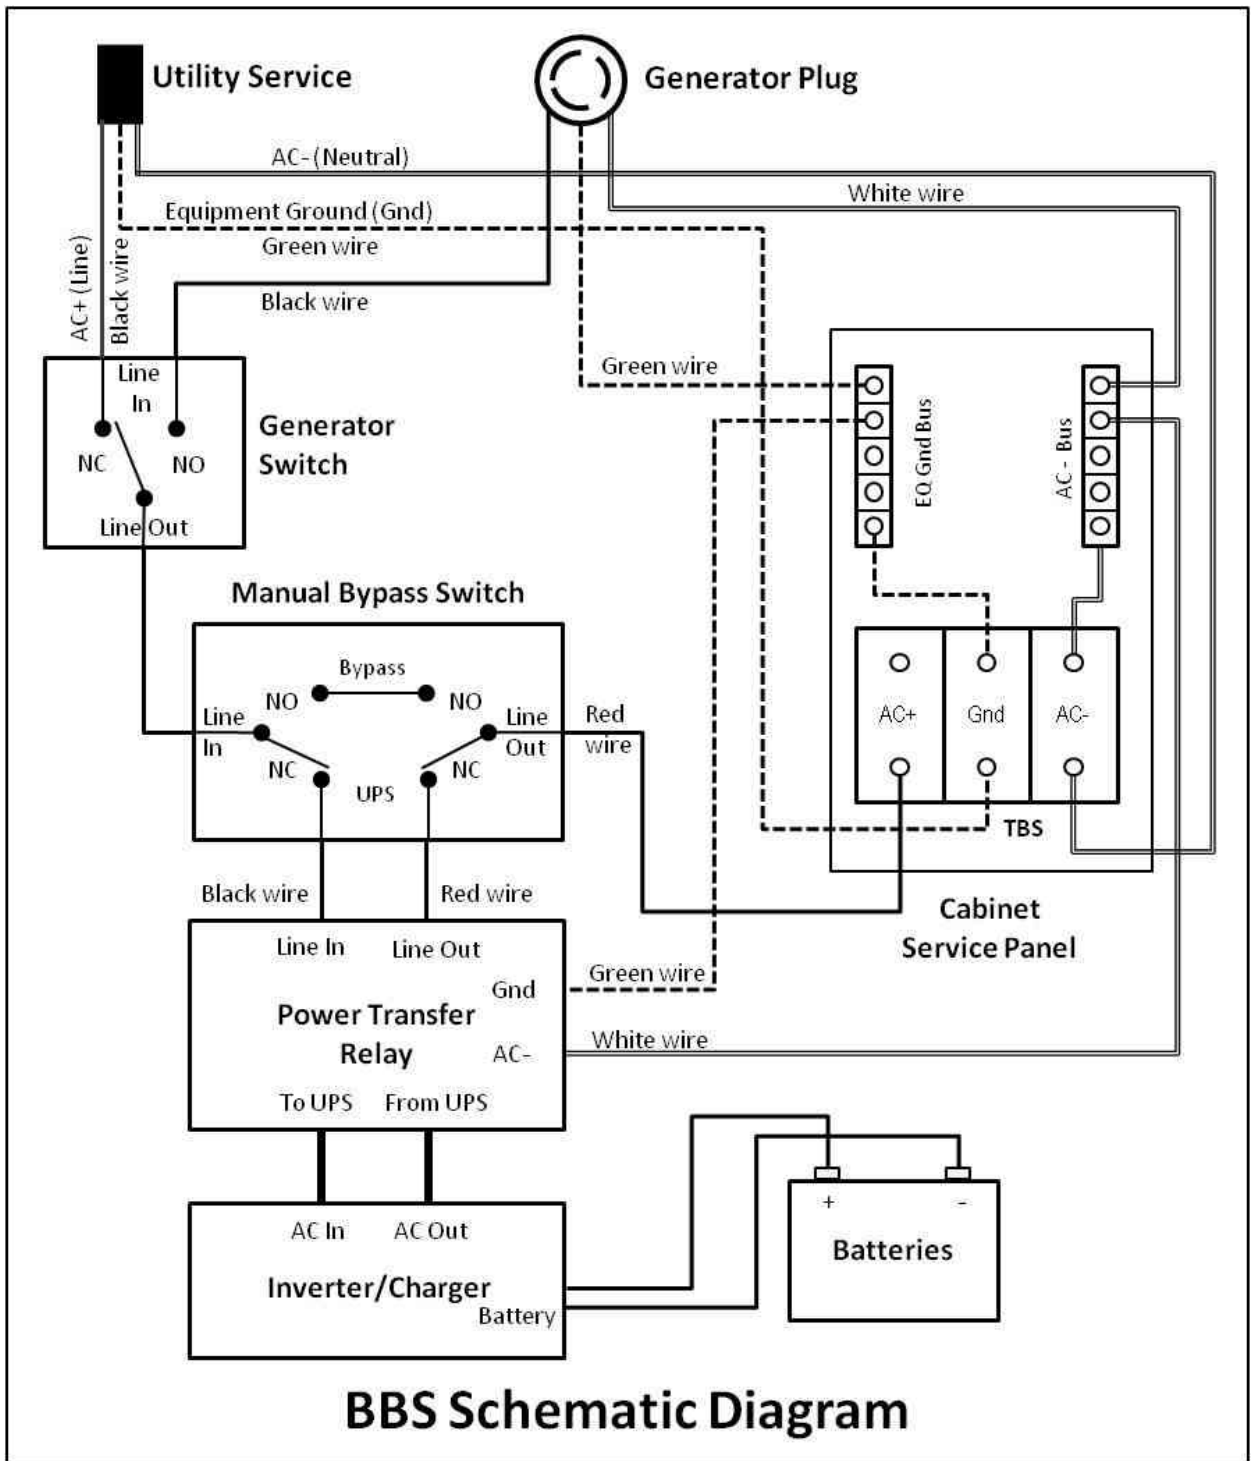 Utility Service
Generator Plug
AC- (Neutral)
White wire
Equipment Ground (Gnd)
Green wire
AC+ (Line)
Black wire
Black wire
Green wire
Line
In
NC
NO
Line Out
Generator
Switch
EQ Gnd Bus
AC - Bus
Manual Bypass Switch
Bypass
NO
NO
Line
In
Line
Out
NC
NC
UPS
Red
wire
AC+
Gnd
AC-
TBS
Cabinet
Service Panel
Black wire
Red wire
Line In
Line Out
Gnd
Green wire
Power Transfer
Relay
AC-
White wire
To UPS
From UPS
AC In
AC Out
Inverter/Charger
Battery
+
-
Batteries
BBS Schematic Diagram